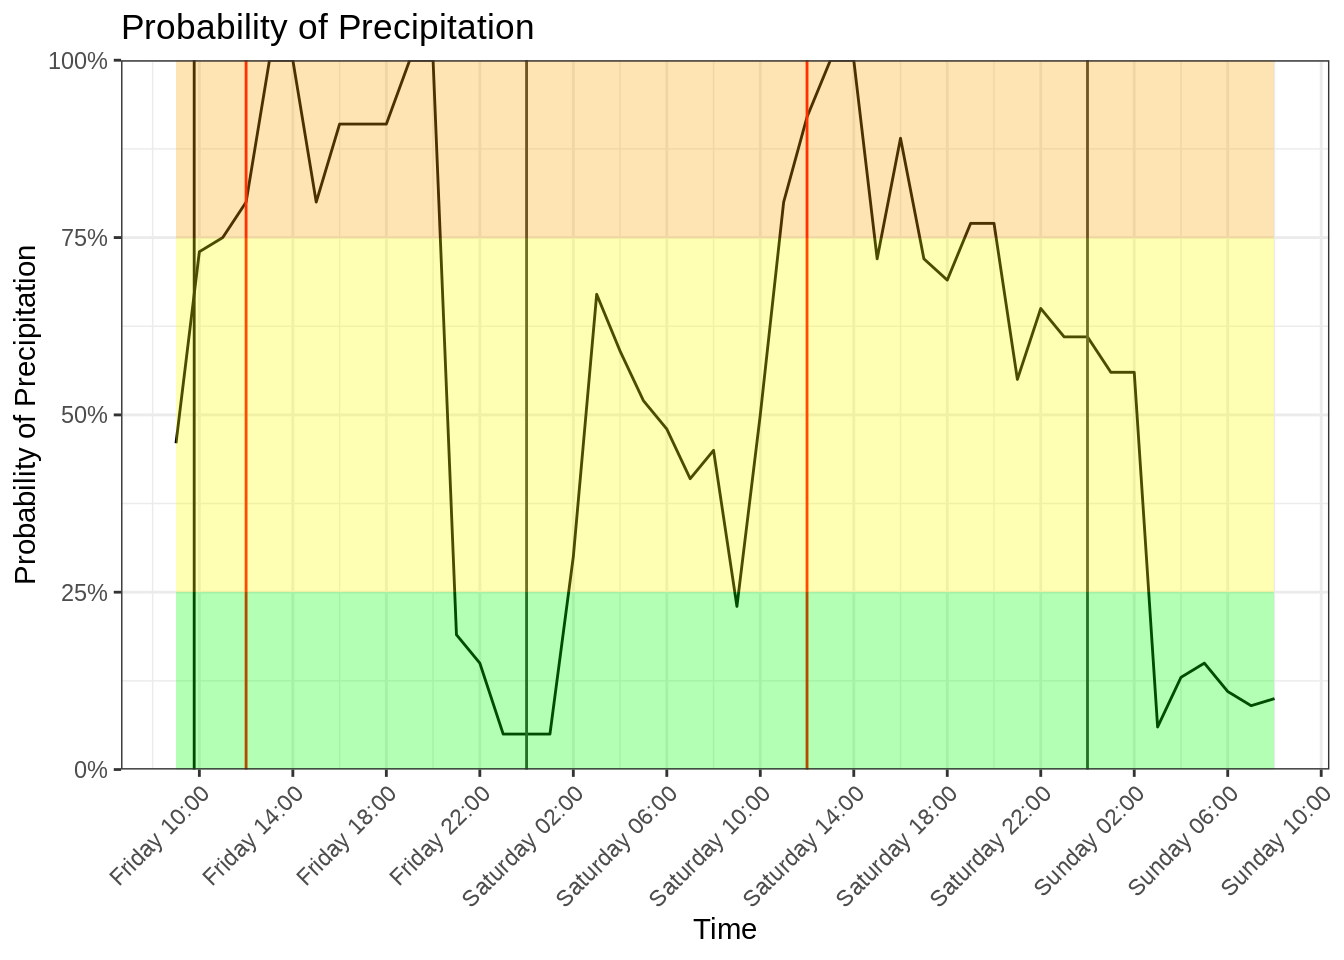 Probability of Precipitation
Probability of Precipitation
100%
75%
50%
25%
0%
Friday 10:00
Friday 14:00
Friday 18:00
Friday 22:00
Saturday 02:00
Saturday 06:00
Saturday 10:00
Saturday 14:00
Saturday 18:00
Saturday 22:00
Sunday 02:00
Sunday 06:00
Sunday 10:00
Time